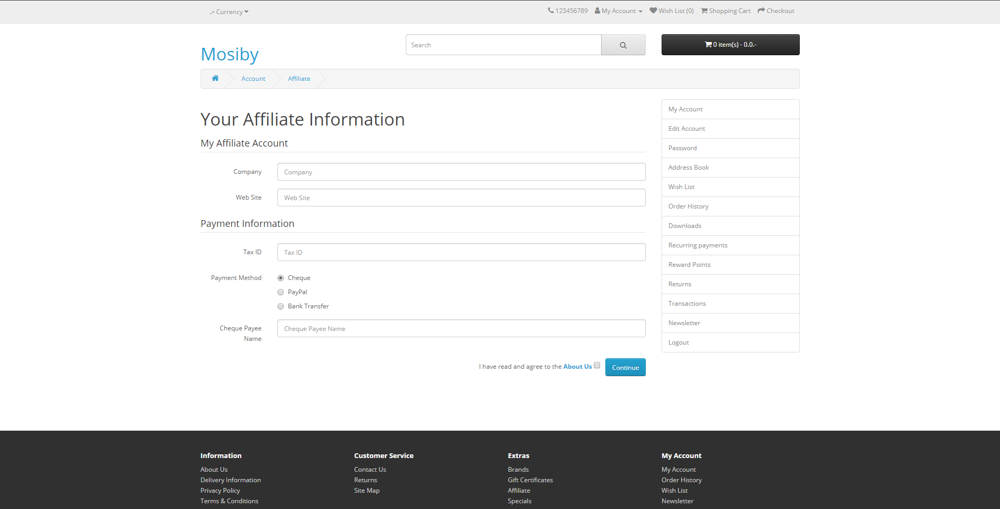 .- Currency
123456789 My Account Wish List (0) Shopping Cart Checkout
Mosiby
Search
0 item(s) - 0.0.-
Account Affiliate
Your Affiliate Information
My Affiliate Account
Company Company
Web Site Web Site
Payment Information
Tax ID Tax ID
Payment Method Cheque
PayPal
Bank Transfer
Cheque Payee Name Cheque Payee Name
I have read and agree to the About Us Continue
My Account
Edit Account
Password
Address Book
Wish List
Order History
Downloads
Recurring payments
Reward Points
Returns
Transactions
Newsletter
Logout
Information
About Us
Delivery Information
Privacy Policy
Terms & Conditions
Customer Service
Contact Us
Returns
Site Map
Extras
Brands
Gift Certificates
Affiliate
Specials
My Account
My Account
Order History
Wish List
Newsletter